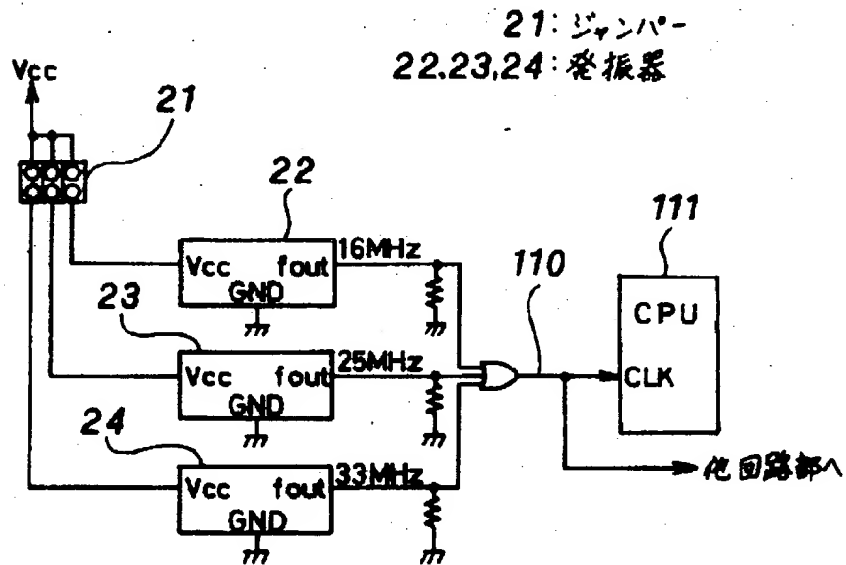 21:ジャンパー
22.23,24:発振器
Vcc
21
22
111
Vcc fout
GND
16MHz
110
CPU
CLK
23
Vcc fout
GND
25MHz
24
Vcc fout
GND
33MHz
他回路部へ